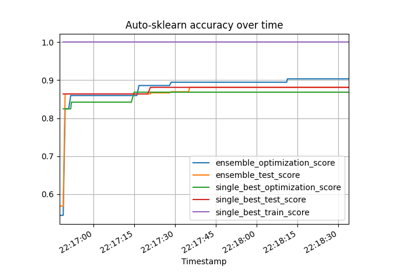 Auto-sklearn accuracy over time
1.0
0.9
0.8
0.7
0.6
ensemble_optimization_score
ensemble_test_score
single_best_optimization_score
single_best_test_score
single_best_train_score
22:17:00
22:17:15
22:17:30
22:17:45
22:18:00
22:18:15
22:18:30
Timestamp